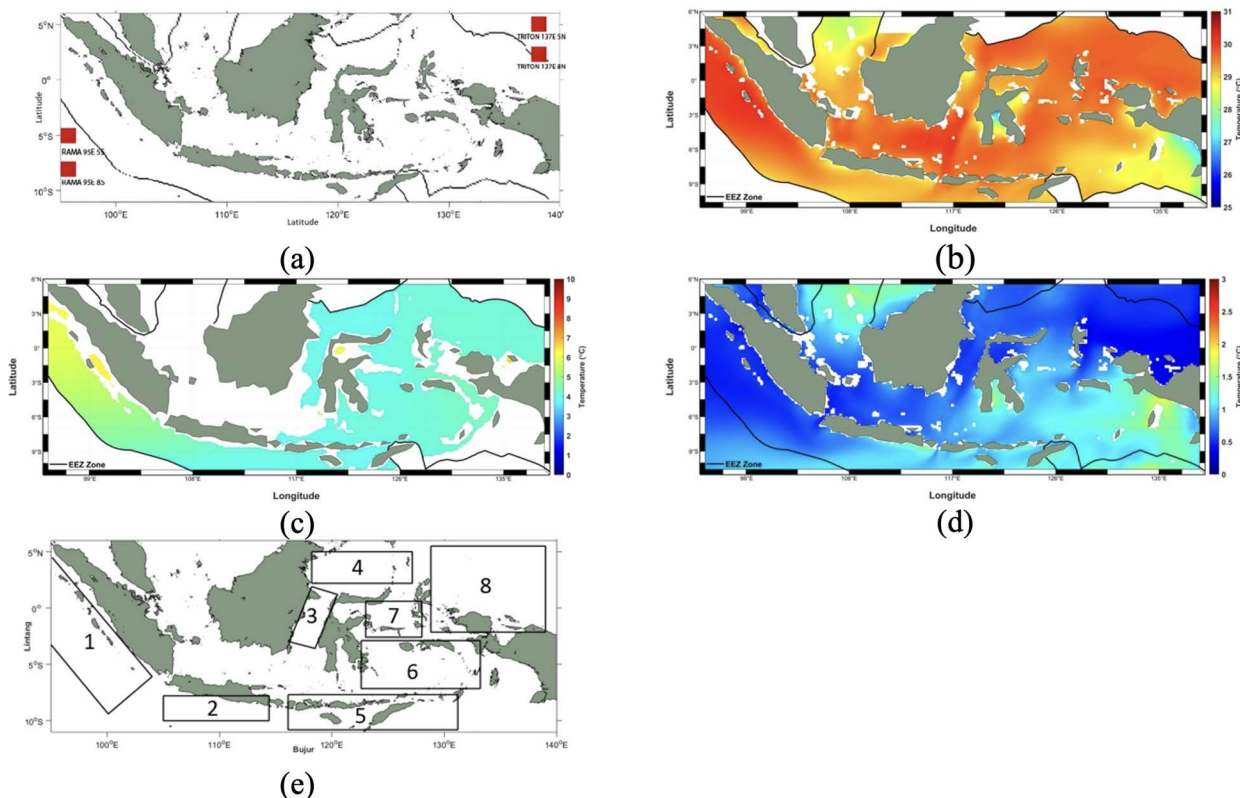 5°N
0°
5°S
10°S
Latitude
TRITON 137E 5N
TRITON 137E 8N
RAMA 95E 5S
RAMA 95E 8S
100°E
110°E
120°E
130°E
140°
Latitude
(a)
6°N
3°N
0°
3°S
6°S
9°S
Latitude
EEZ Zone
99°E
108°E
117°E
126°E
135°E
Longitude
31
30
29
28
27
26
25
Temperature (°C)
(b)
6°N
3°N
0°
3°S
6°S
9°S
Latitude
EEZ Zone
99°E
108°E
117°E
126°E
135°E
Longitude
10
9
8
7
6
5
4
3
2
1
0
Temperature (°C)
(c)
6°N
3°N
0°
3°S
6°S
9°S
Latitude
EEZ Zone
99°E
108°E
117°E
126°E
135°E
Longitude
3
2.5
2
1.5
1
0.5
0
Temperature (°C)
(d)
5°N
0°
5°S
10°S
Lintang
1
2
3
4
5
6
7
8
100°E
110°E
120°E
130°E
140°E
Bujur
(e)